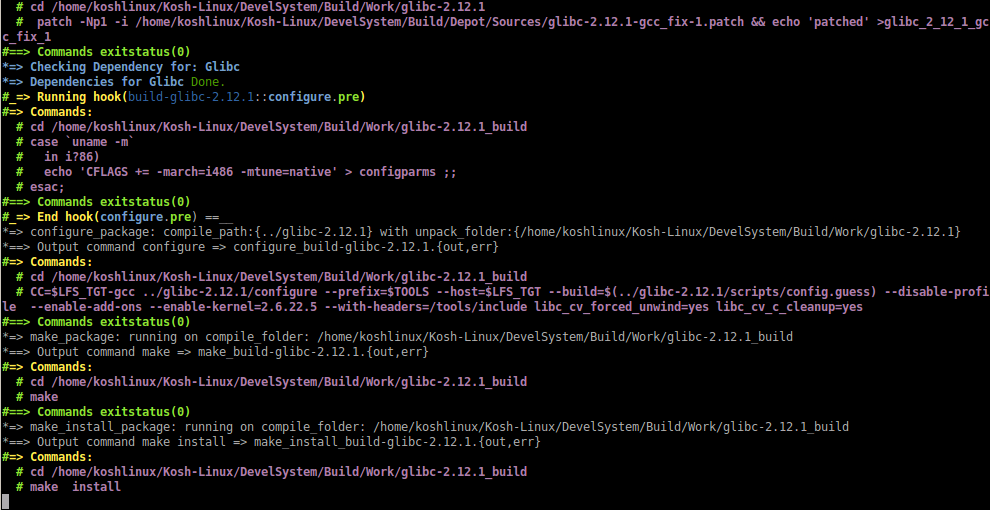 # cd /home/koshlinux/Kosh-Linux/DevelSystem/Build/Work/glibc-2.12.1
#  patch -Np1 -i /home/koshlinux/Kosh-Linux/DevelSystem/Build/Depot/Sources/glibc-2.12.1-gcc_fix-1.patch && echo 'patched' >glibc_2_12_1_gc
c_fix_1
#==> Commands exitstatus(0)
*=> Checking Dependency for: Glibc
*=> Dependencies for Glibc Done.
#_=> Running hook(build-glibc-2.12.1::configure.pre)
#=> Commands:
# cd /home/koshlinux/Kosh-Linux/DevelSystem/Build/Work/glibc-2.12.1_build
# case `uname -m`
#   in i?86)
#   echo 'CFLAGS += -march=i486 -mtune=native' > configparms ;;
# esac;
#==> Commands exitstatus(0)
#_=> End hook(configure.pre) ==__
*=> configure_package: compile_path:{../glibc-2.12.1} with unpack_folder:{/home/koshlinux/Kosh-Linux/DevelSystem/Build/Work/glibc-2.12.1}
*==> Output command configure => configure_build-glibc-2.12.1.{out,err}
#=> Commands:
# cd /home/koshlinux/Kosh-Linux/DevelSystem/Build/Work/glibc-2.12.1_build
# CC=$LFS_TGT-gcc ../glibc-2.12.1/configure --prefix=$TOOLS --host=$LFS_TGT --build=$(../glibc-2.12.1/scripts/config.guess) --disable-profi
le  --enable-add-ons --enable-kernel=2.6.22.5 --with-headers=/tools/include libc_cv_forced_unwind=yes libc_cv_c_cleanup=yes
#==> Commands exitstatus(0)
*=> make_package: running on compile_folder: /home/koshlinux/Kosh-Linux/DevelSystem/Build/Work/glibc-2.12.1_build
*==> Output command make => make_build-glibc-2.12.1.{out,err}
#=> Commands:
# cd /home/koshlinux/Kosh-Linux/DevelSystem/Build/Work/glibc-2.12.1_build
# make
#==> Commands exitstatus(0)
*=> make_install_package: running on compile_folder: /home/koshlinux/Kosh-Linux/DevelSystem/Build/Work/glibc-2.12.1_build
*==> Output command make install => make_install_build-glibc-2.12.1.{out,err}
#=> Commands:
# cd /home/koshlinux/Kosh-Linux/DevelSystem/Build/Work/glibc-2.12.1_build
# make  install